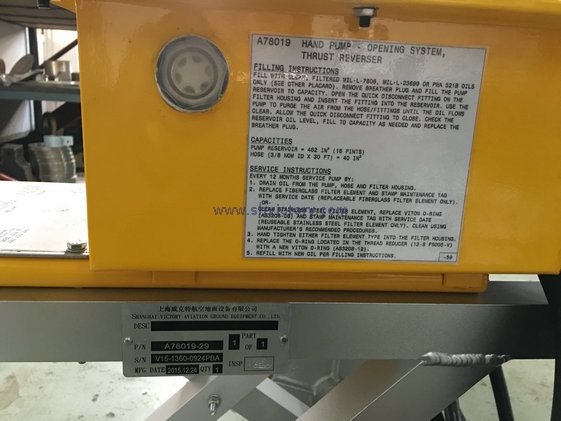 A78019 HAND PUMP - OPENING SYSTEM,
THRUST REVERSER
FILLING INSTRUCTIONS
FILL WITH CLEAN, FILTERED MIL-L-7808, MIL-L-23699 OR PBA 521B OILS
ONLY (SEE OTHER PLACARD). REMOVE BREATHER PLUG AND FILL THE PUMP
RESERVOIR TO CAPACITY. OPEN THE QUICK DISCONNECT FITTING ON THE
FILTER HOUSING AND INSERT THE FITTING INTO THE RESERVOIR. USE THE
PUMP TO PURGE THE AIR FROM THE HOSE/FITTINGS UNTIL THE OIL FLOWS
CLEAR. ALLOW THE QUICK DISCONNECT FITTING TO CLOSE. CHECK THE
RESERVOIR OIL LEVEL, FILL TO CAPACITY AS NEEDED AND REPLACE THE
BREATHER PLUG.
CAPACITIES
PUMP RESERVOIR = 462 IN³ (16 PINTS)
HOSE (3/8 NOM ID X 30 FT) = 40 IN³
SERVICE INSTRUCTIONS
EVERY 12 MONTHS SERVICE PUMP BY:
1. DRAIN OIL FROM THE PUMP, HOSE AND FILTER HOUSING.
2. REPLACE FIBERGLASS FILTER ELEMENT AND STAMP MAINTENANCE TAG
WITH SERVICE DATE (REPLACEABLE FIBERGLASS FILTER ELEMENT ONLY).
-OR-
ELEMENT, REPLACE VITON O-RING
AND STAMP MAINTENANCE TAG WITH SERVICE DATE
(REUSABLE STAINLESS STEEL FILTER ELEMENT ONLY). CLEAN USING
MANUFACTURER'S RECOMMENDED PROCEDURES.
3. HAND TIGHTEN EITHER FILTER ELEMENT TYPE INTO THE FILTER HOUSING.
4. REPLACE THE O-RING LOCATED IN THE THREAD REDUCER
WITH A NEW VITON O-RING (AS3208-12).
5. REFILL WITH NEW OIL PER FILLING INSTRUCTIONS.
-59
上海威克特航空地面设备有限公司
SHANGHAI VICTORY AVIATION GROUND EQUIPMENT CO., LTD.
DESC
P/N A78019-29 1 PART OF 1
S/N V15-1360-0924PBA
MFG DATE 2015.12.24 QTY 1 INSP